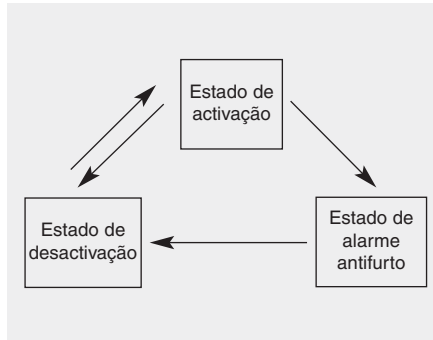 Estado de
activação
Estado de
desactivação
Estado de
alarme
antifurto